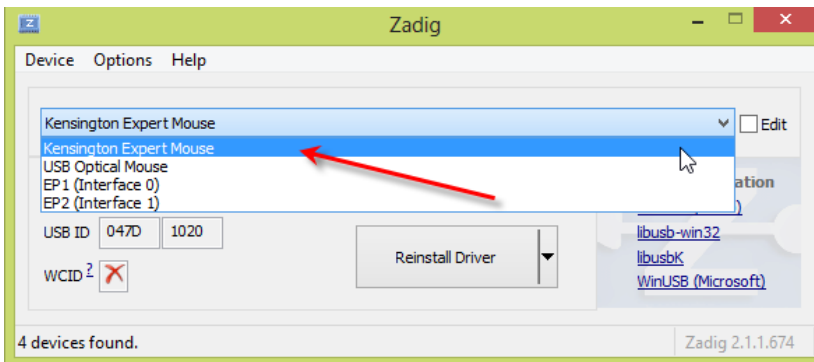 Z
Zadig
Device Options Help
Kensington Expert Mouse
Edit
Kensington Expert Mouse
USB Optical Mouse
EP1 (Interface 0)
EP2 (Interface 1)
ation
)
USB ID 047D 1020
libusb-win32
Reinstall Driver
libusbK
WCID ?
WinUSB (Microsoft)
4 devices found.
Zadig 2.1.1.674